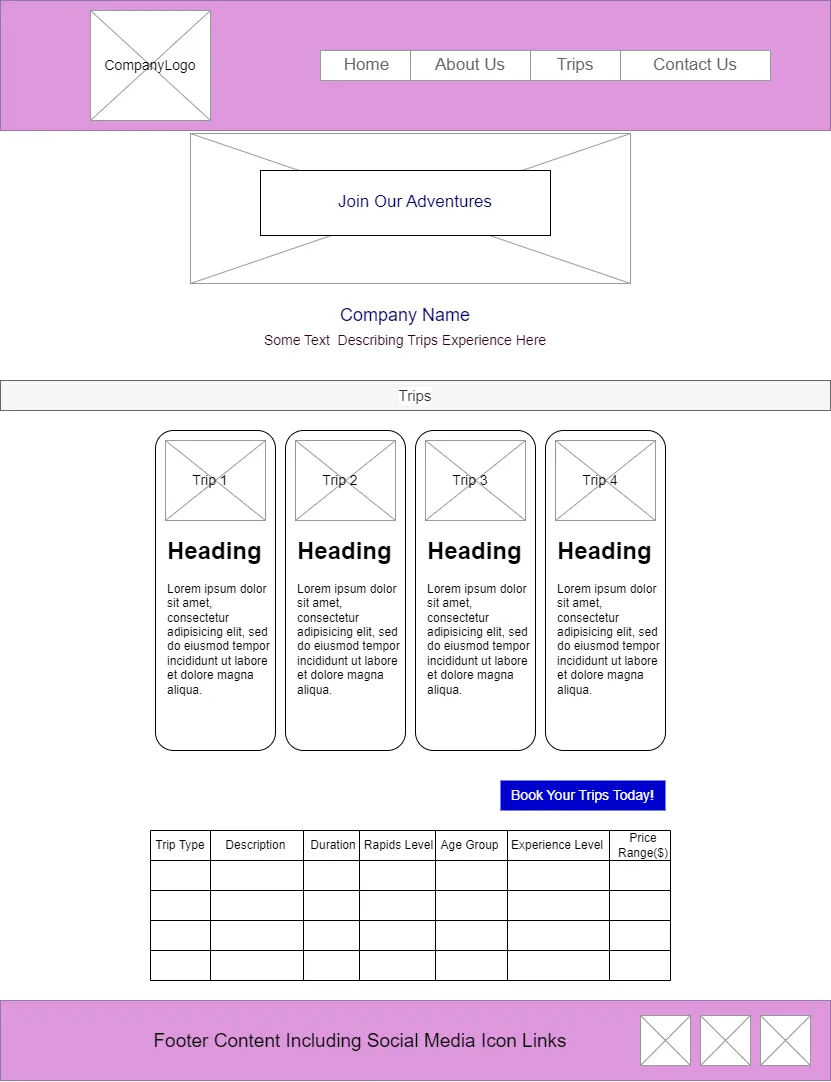 CompanyLogo
Home About Us Trips Contact Us
Join Our Adventures
Company Name
Some Text Describing Trips Experience Here
Trips
Trip 1
Heading
Lorem ipsum dolor
sit amet,
consectetur
adipisicing elit, sed
do eiusmod tempor
incididunt ut labore
et dolore magna
aliqua.
Trip 2
Heading
Lorem ipsum dolor
sit amet,
consectetur
adipisicing elit, sed
do eiusmod tempor
incididunt ut labore
et dolore magna
aliqua.
Trip 3
Heading
Lorem ipsum dolor
sit amet,
consectetur
adipisicing elit, sed
do eiusmod tempor
incididunt ut labore
et dolore magna
aliqua.
Trip 4
Heading
Lorem ipsum dolor
sit amet,
consectetur
adipisicing elit, sed
do eiusmod tempor
incididunt ut labore
et dolore magna
aliqua.
Book Your Trips Today!
Trip Type Description Duration Rapids Level Age Group Experience Level Price
Range($)
Footer Content Including Social Media Icon Links